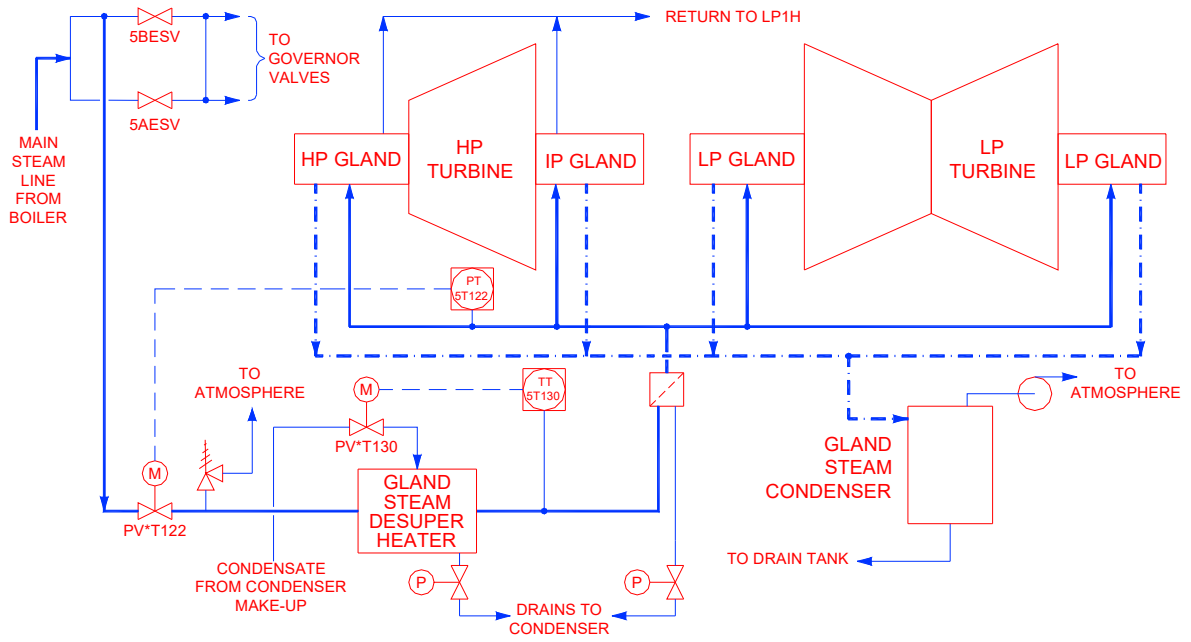 5BESV
TO
GOVERNOR
VALVES
5AESV
MAIN
STEAM
LINE
FROM
BOILER
RETURN TO LP1H
HP GLAND
HP
TURBINE
IP GLAND
LP GLAND
LP
TURBINE
LP GLAND
PT
5T122
TO
ATMOSPHERE
M
TT
5T130
PV*T130
TO
ATMOSPHERE
GLAND
STEAM
CONDENSER
M
PV*T122
GLAND
STEAM
DESUPER
HEATER
CONDENSATE
FROM CONDENSER
MAKE-UP
P
P
DRAINS TO
CONDENSER
TO DRAIN TANK